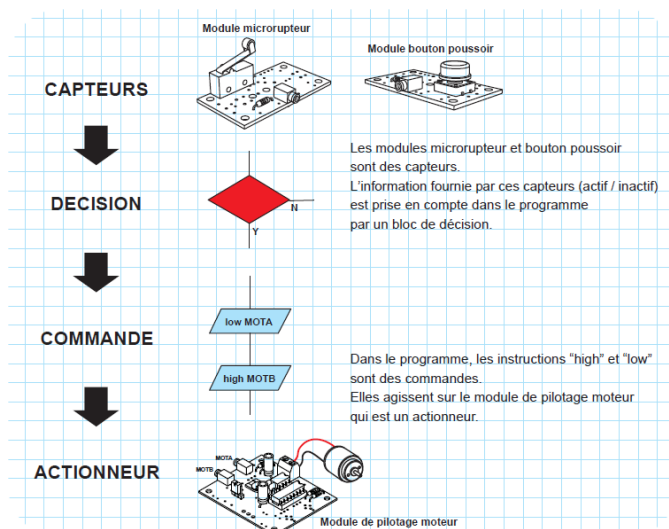 Module microrupteur
Module bouton poussoir
CAPTEURS
Les modules microrupteur et bouton poussoir
sont des capteurs.
L'information fournie par ces capteurs (actif / inactif)
est prise en compte dans le programme
par un bloc de décision.
DECISION
N
Y
COMMANDE
low MOTA
high MOTB
Dans le programme, les instructions "high" et "low"
sont des commandes.
Elles agissent sur le module de pilotage moteur
qui est un actionneur.
ACTIONNEUR
MOTA
MOTB
Module de pilotage moteur